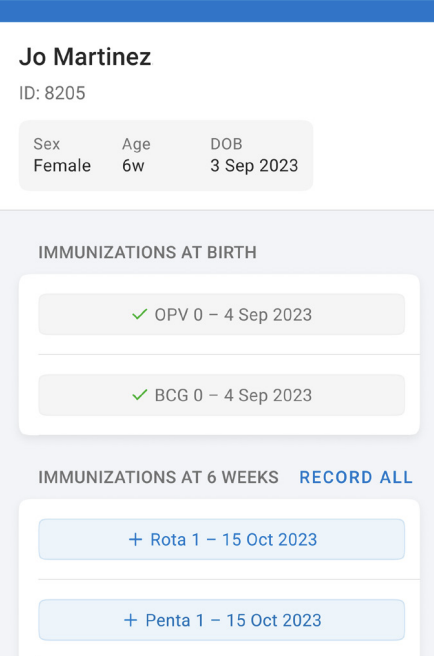 Jo Martinez
ID: 8205
Sex Age DOB
Female 6w 3 Sep 2023
IMMUNIZATIONS AT BIRTH
OPV 0 – 4 Sep 2023
BCG 0 – 4 Sep 2023
IMMUNIZATIONS AT 6 WEEKS RECORD ALL
+ Rota 1 – 15 Oct 2023
+ Penta 1 – 15 Oct 2023